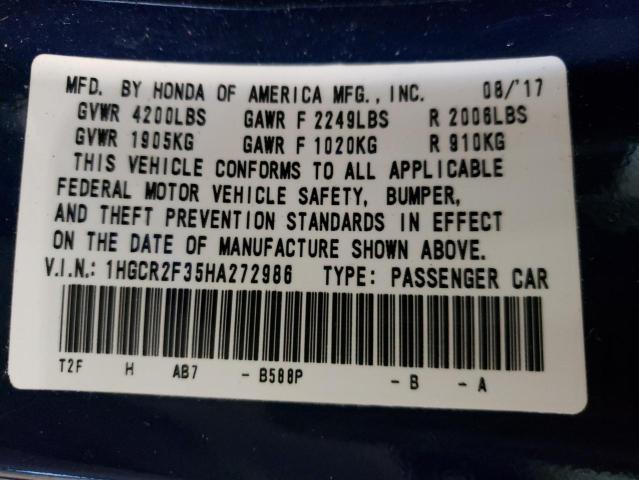 MFD. BY HONDA OF AMERICA MFG., INC. 08/'17
GVWR 4200LBS GAWR F 2249LBS R 2006LBS
GVWR 1905KG GAWR F 1020KG R 910KG
THIS VEHICLE CONFORMS TO ALL APPLICABLE
FEDERAL MOTOR VEHICLE SAFETY, BUMPER,
AND THEFT PREVENTION STANDARDS IN EFFECT
ON THE DATE OF MANUFACTURE SHOWN ABOVE.
V.I.N.: 1HGCR2F35HA272986 TYPE: PASSENGER CAR
T2F H AB7 - B588P - B - A